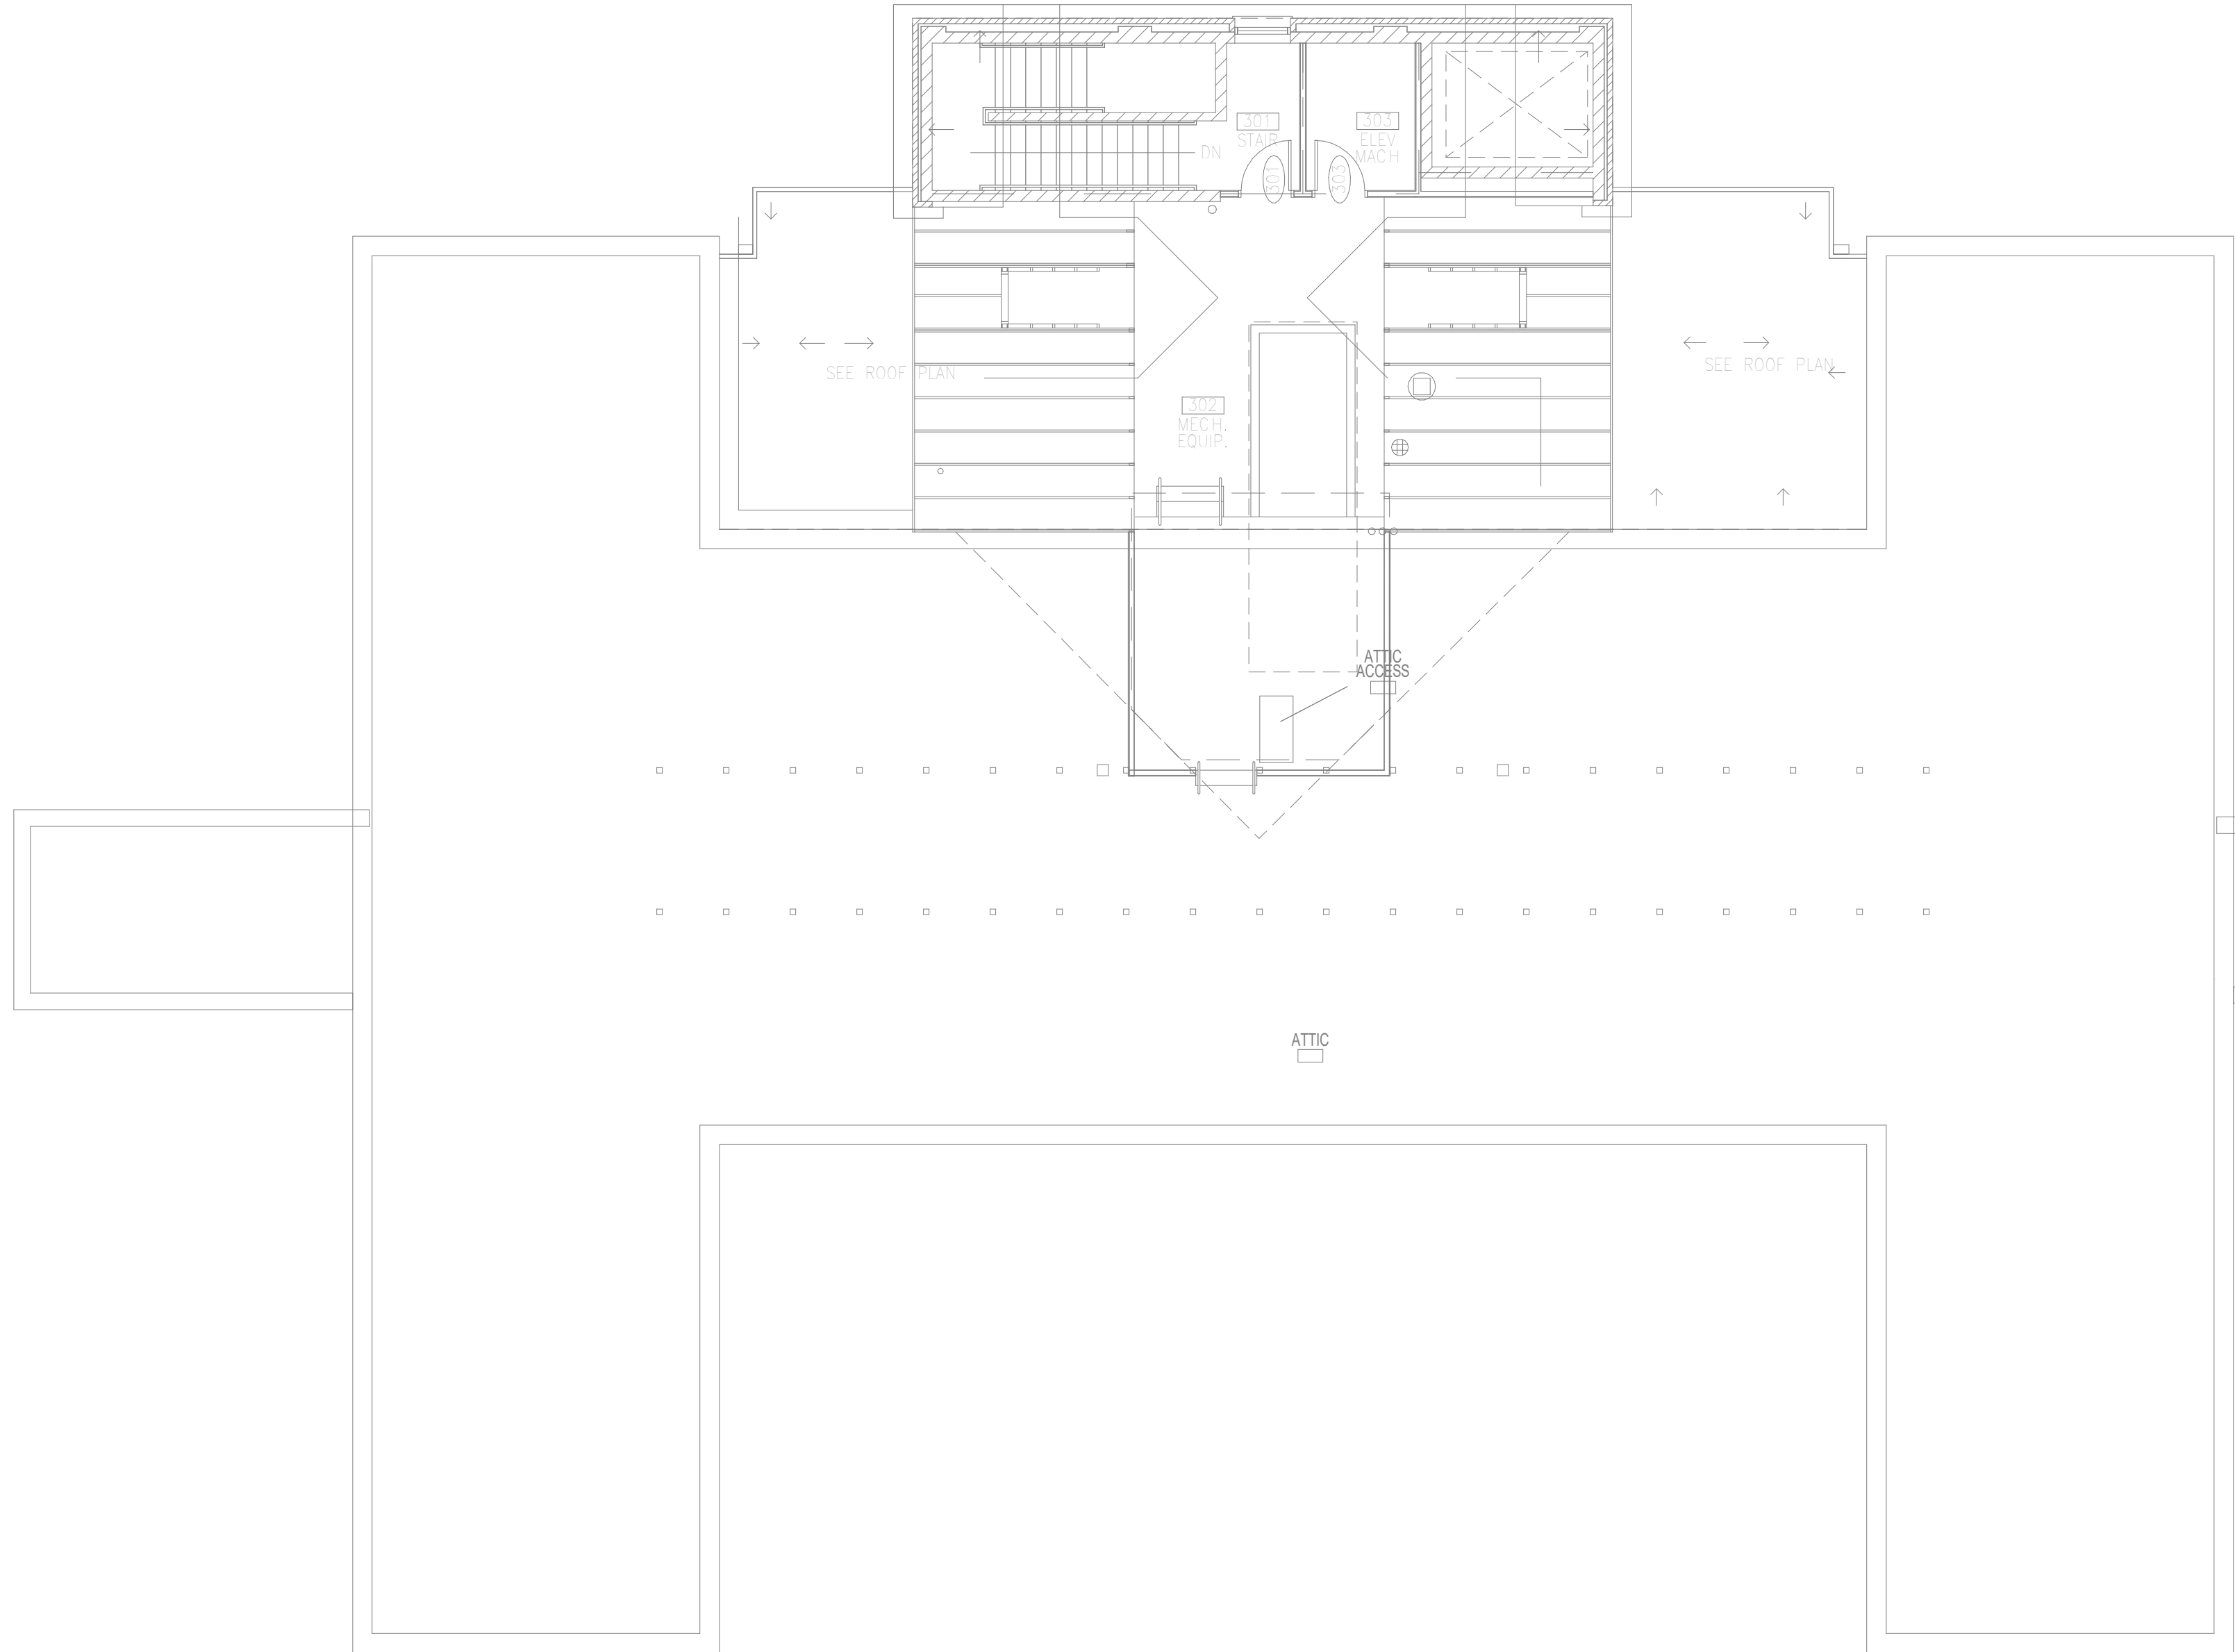 301
STAIR
303
ELEV
MACH
DN
301
303
SEE ROOF PLAN
SEE ROOF PLAN
302
MECH.
EQUIP.
ATTIC
ACCESS
ATTIC